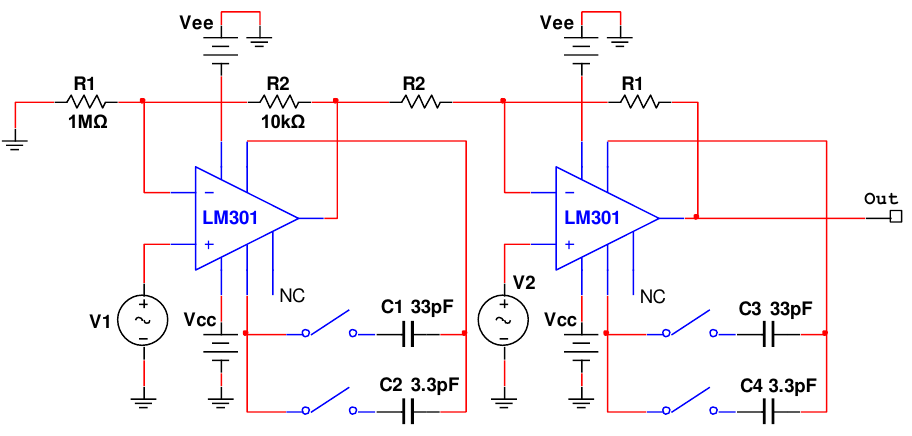 Vee
Vee
R1
R2
R2
R1
1MΩ
10kΩ
−
−
LM301
LM301
Out
+
+
NC
NC
V1
+
−
V2
+
−
Vcc
Vcc
C1 33pF
C3 33pF
C2 3.3pF
C4 3.3pF